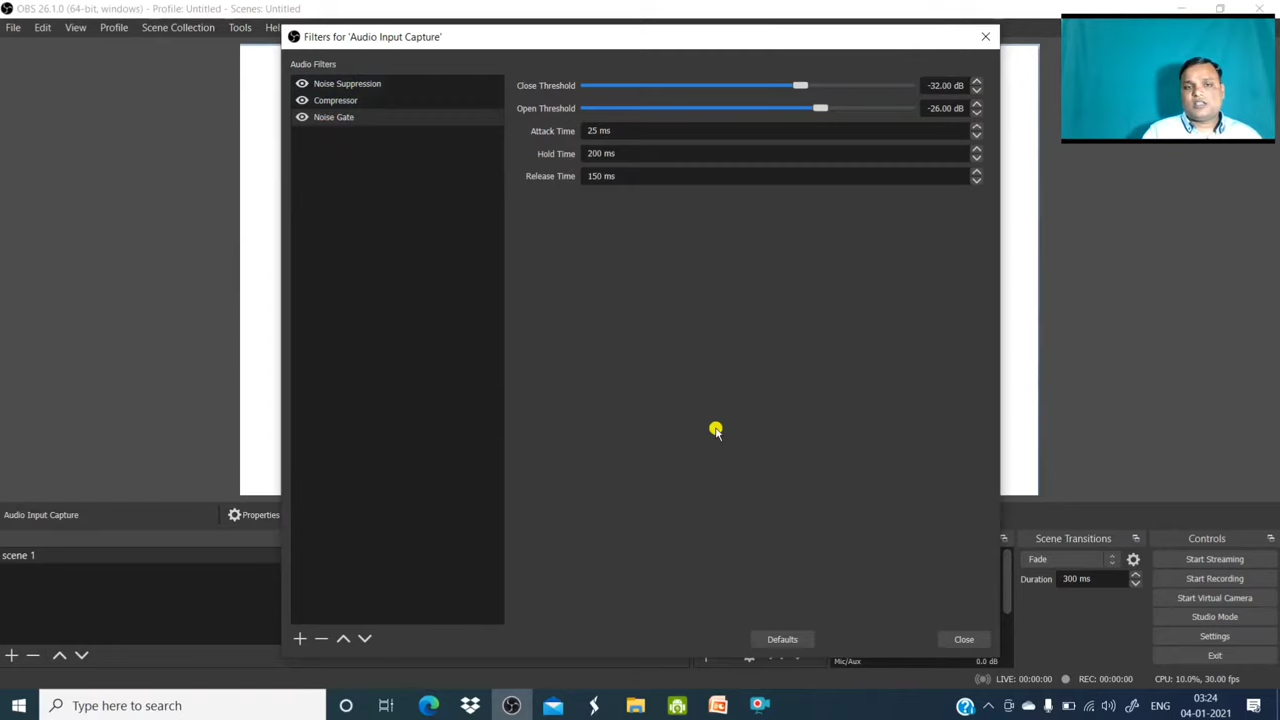 OBS 26.1.0 (64-bit, windows) - Profile: Untitled - Scenes: Untitled
File Edit View Profile Scene Collection Tools Hel
Filters for 'Audio Input Capture'
Audio Filters
Noise Suppression
Compressor
Noise Gate
Close Threshold -32.00 dB
Open Threshold -26.00 dB
Attack Time 25 ms
Hold Time 200 ms
Release Time 150 ms
Defaults Close
Audio Input Capture Properties
scene 1
Scene Transitions
Fade
Duration 300 ms
Controls
Start Streaming
Start Recording
Start Virtual Camera
Studio Mode
Settings
Exit
Mic/Aux 0.0 dB
LIVE: 00:00:00 REC: 00:00:00 CPU: 10.0%, 30.00 fps
Type here to search
ENG
03:24
04-01-2021